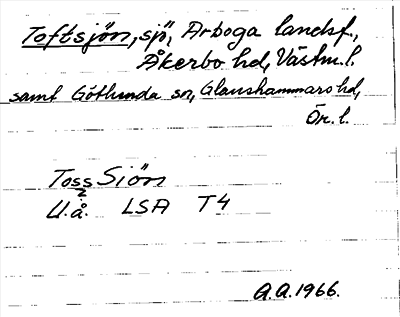 Toftsjön, sjö, Arboga landsf.,
Åkerbo hd, Västm. l.
samt Götlunda sn, Glanshammars hd,
Ör. l.
Toss Siön
U.å. LSA T4
A.A. 1966.